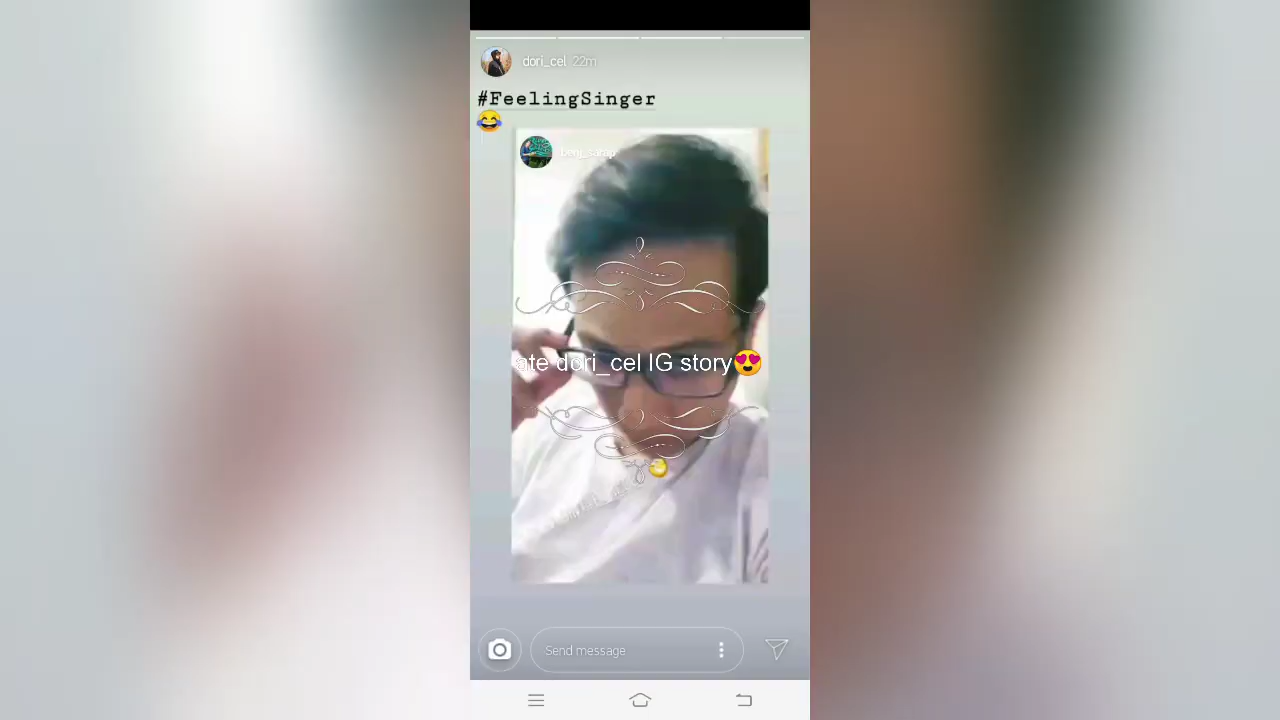 dori_cel 22m
#FeelingSinger
😂
ate dori_cel IG story😍
Send message